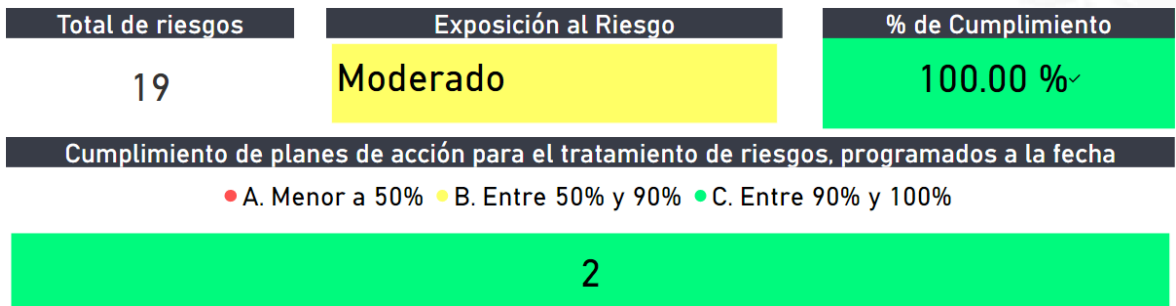 Total de riesgos
Exposición al Riesgo
% de Cumplimiento
19
Moderado
100.00 %✓
Cumplimiento de planes de acción para el tratamiento de riesgos, programados a la fecha
A. Menor a 50% B. Entre 50% y 90% C. Entre 90% y 100%
2